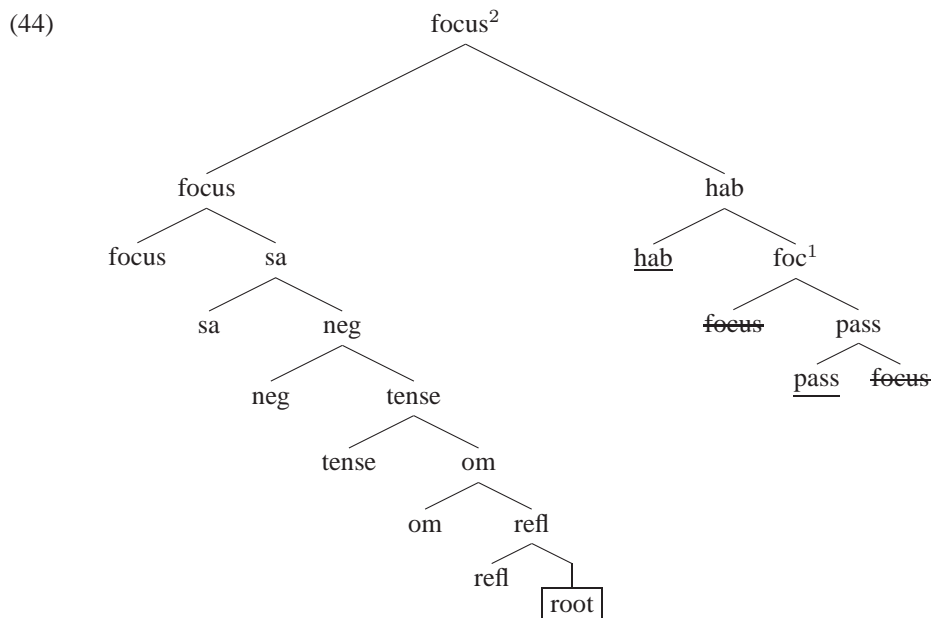 (44) focus²
focus hab
focus sa hab foc¹
sa neg focus pass
neg tense pass focus
tense om
om refl
refl
root